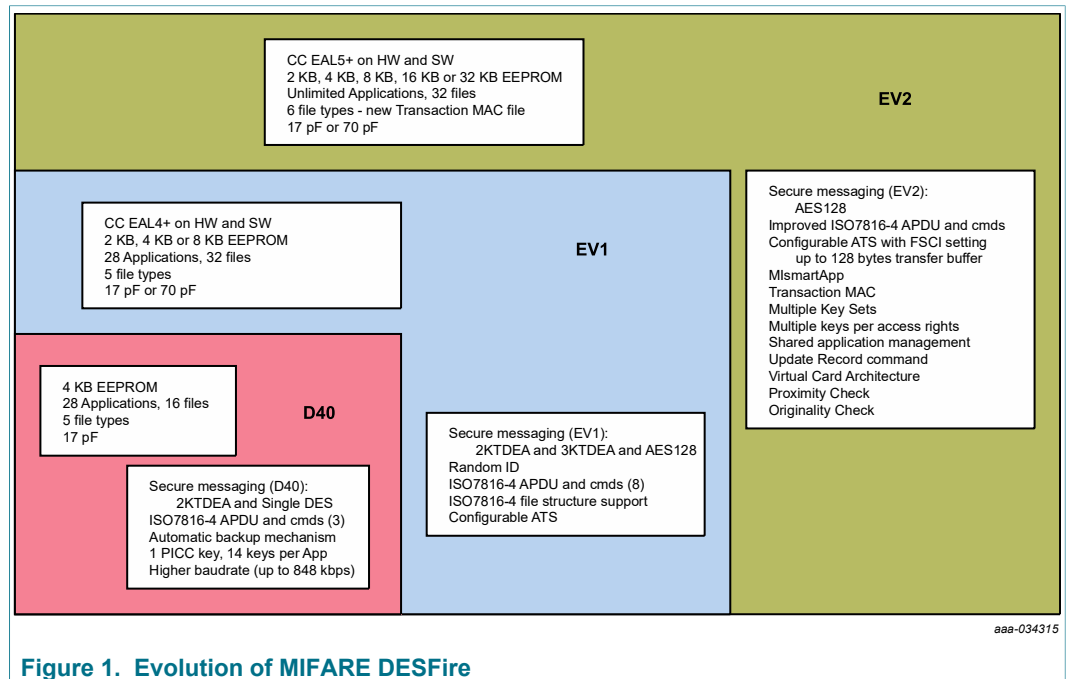 CC EAL5+ on HW and SW
2 KB, 4 KB, 8 KB, 16 KB or 32 KB EEPROM
Unlimited Applications, 32 files
6 file types - new Transaction MAC file
17 pF or 70 pF
EV2
Secure messaging (EV2):
AES128
Improved ISO7816-4 APDU and cmds
Configurable ATS with FSCI setting
up to 128 bytes transfer buffer
MIsmartApp
Transaction MAC
Multiple Key Sets
Multiple keys per access rights
Shared application management
Update Record command
Virtual Card Architecture
Proximity Check
Originality Check
CC EAL4+ on HW and SW
2 KB, 4 KB or 8 KB EEPROM
28 Applications, 32 files
5 file types
17 pF or 70 pF
EV1
Secure messaging (EV1):
2KTDEA and 3KTDEA and AES128
Random ID
ISO7816-4 APDU and cmds (8)
ISO7816-4 file structure support
Configurable ATS
4 KB EEPROM
28 Applications, 16 files
5 file types
17 pF
D40
Secure messaging (D40):
2KTDEA and Single DES
ISO7816-4 APDU and cmds (3)
Automatic backup mechanism
1 PICC key, 14 keys per App
Higher baudrate (up to 848 kbps)
aaa-034315
Figure 1. Evolution of MIFARE DESFire